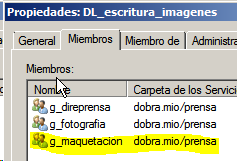 Propiedades: DL_escritura_imagenes
General Miembros Miembro de Administra
Miembros:
Nombre Carpeta de los Servicio
g_direprensa dobra.mio/prensa
g_fotografia dobra.mio/prensa
g_maquetacion dobra.mio/prensa